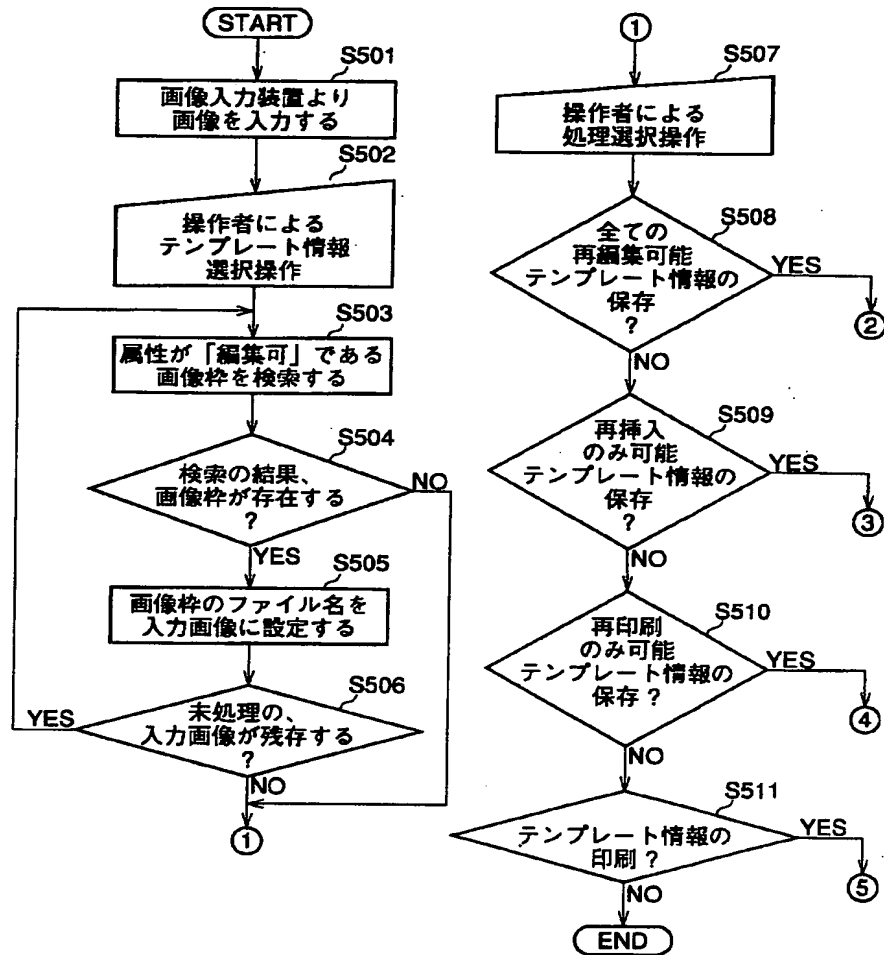 START
S501
画像入力装置より
画像を入力する
S502
操作者による
テンプレート情報
選択操作
S503
属性が「編集可」である
画像枠を検索する
S504
検索の結果、
画像枠が存在する
?
NO
YES
S505
画像枠のファイル名を
入力画像に設定する
S506
未処理の、
入力画像が残存する
?
YES
NO
①
①
S507
操作者による
処理選択操作
S508
全ての
再編集可能
テンプレート情報の
保存
?
YES
②
NO
S509
再挿入
のみ可能
テンプレート情報の
保存
?
YES
③
NO
S510
再印刷
のみ可能
テンプレート情報の
保存?
YES
④
NO
S511
テンプレート情報の
印刷?
YES
⑤
NO
END